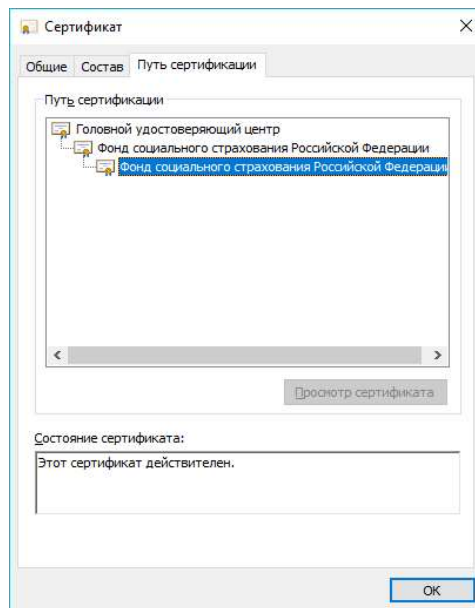 Сертификат
Общие Состав Путь сертификации
Путь сертификации
Головной удостоверяющий центр
Фонд социального страхования Российской Федерации
Фонд социального страхования Российской Федерации
Просмотр сертификата
Состояние сертификата:
Этот сертификат действителен.
ОК